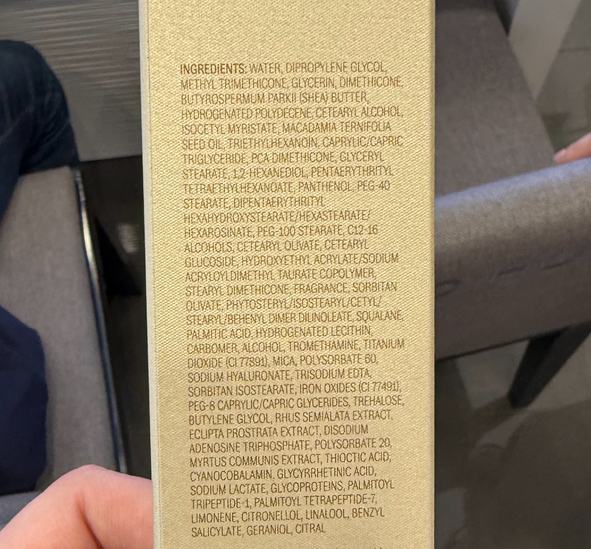 INGREDIENTS: WATER, DIPROPYLENE GLYCOL,
METHYL TRIMETHICONE, GLYCERIN, DIMETHICONE,
BUTYROSPERMUM PARKII (SHEA) BUTTER,
HYDROGENATED POLYDECENE, CETEARYL ALCOHOL,
ISOCETYL MYRISTATE, MACADAMIA TERNIFOLIA
SEED OIL, TRIETHYLHEXANOIN, CAPRYLIC/CAPRIC
TRIGLYCERIDE, PCA DIMETHICONE, GLYCERYL
STEARATE, 1,2-HEXANEDIOL, PENTAERYTHRITYL
TETRAETHYLHEXANOATE, PANTHENOL, PEG-40
STEARATE, DIPENTAERYTHRITYL
HEXAHYDROXYSTEARATE/HEXASTEARATE/
HEXAROSINATE, PEG-100 STEARATE, C12-16
ALCOHOLS, CETEARYL OLIVATE, CETEARYL
GLUCOSIDE, HYDROXYETHYL ACRYLATE/SODIUM
ACRYLOYLDIMETHYL TAURATE COPOLYMER,
STEARYL DIMETHICONE, FRAGRANCE, SORBITAN
OLIVATE, PHYTOSTERYL/ISOSTEARYL/CETYL/
STEARYL/BEHENYL DIMER DILINOLEATE, SQUALANE,
PALMITIC ACID, HYDROGENATED LECITHIN,
CARBOMER, ALCOHOL, TROMETHAMINE, TITANIUM
DIOXIDE (CI 77891), MICA, POLYSORBATE 60,
SODIUM HYALURONATE, TRISODIUM EDTA,
SORBITAN ISOSTEARATE, IRON OXIDES (CI 77491),
PEG-8 CAPRYLIC/CAPRIC GLYCERIDES, TREHALOSE,
BUTYLENE GLYCOL, RHUS SEMIALATA EXTRACT,
ECLIPTA PROSTRATA EXTRACT, DISODIUM
ADENOSINE TRIPHOSPHATE, POLYSORBATE 20,
MYRTUS COMMUNIS EXTRACT, THIOCTIC ACID,
CYANOCOBALAMIN, GLYCYRRHETINIC ACID,
SODIUM LACTATE, GLYCOPROTEINS, PALMITOYL
TRIPEPTIDE-1, PALMITOYL TETRAPEPTIDE-7,
LIMONENE, CITRONELLOL, LINALOOL, BENZYL
SALICYLATE, GERANIOL, CITRAL